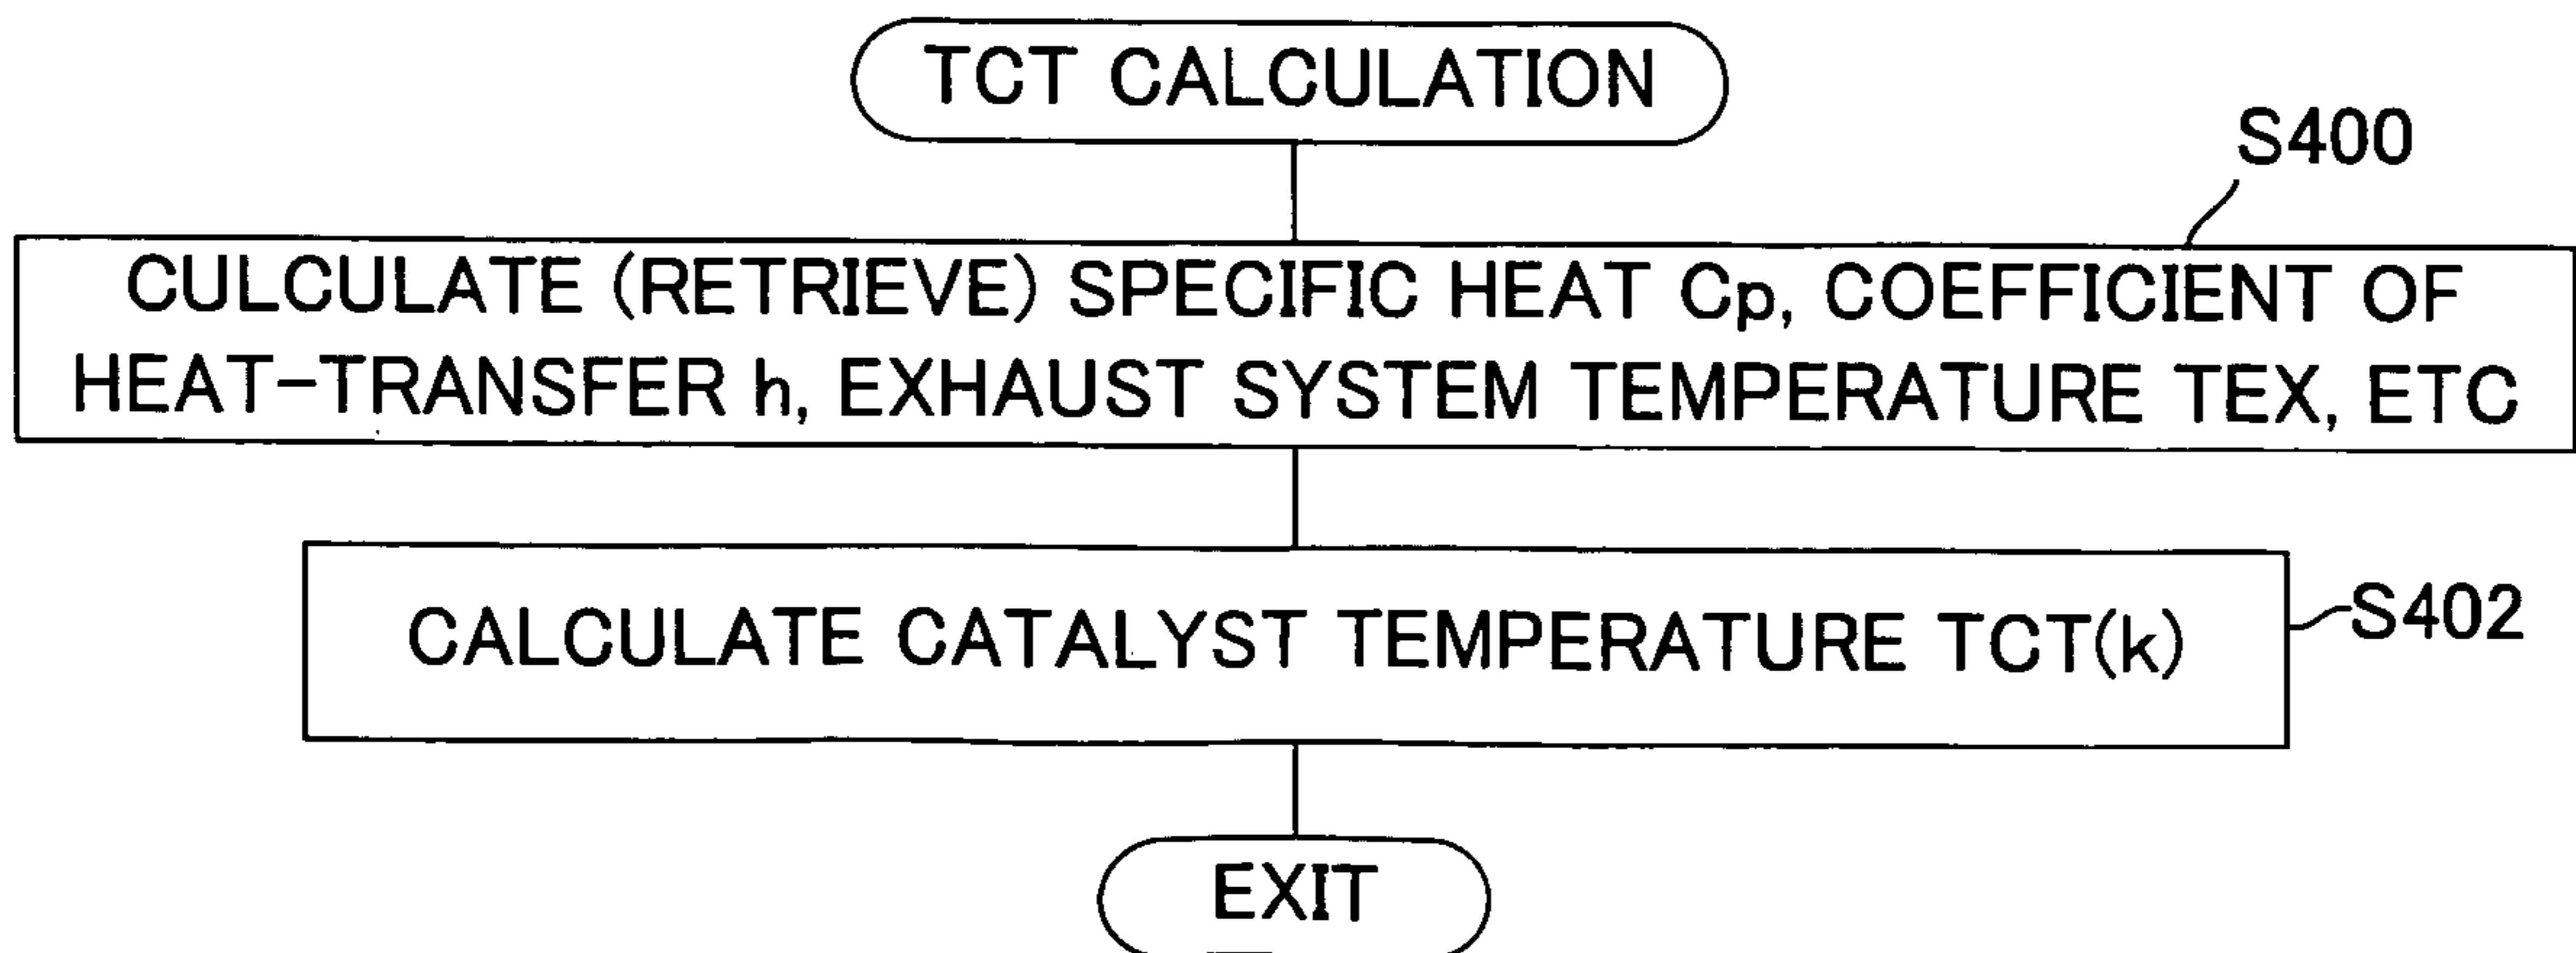 TCT CALCULATION
S400
CULCULATE (RETRIEVE) SPECIFIC HEAT Cp, COEFFICIENT OF
HEAT-TRANSFER h, EXHAUST SYSTEM TEMPERATURE TEX, ETC
CALCULATE CATALYST TEMPERATURE TCT(k)
S402
EXIT